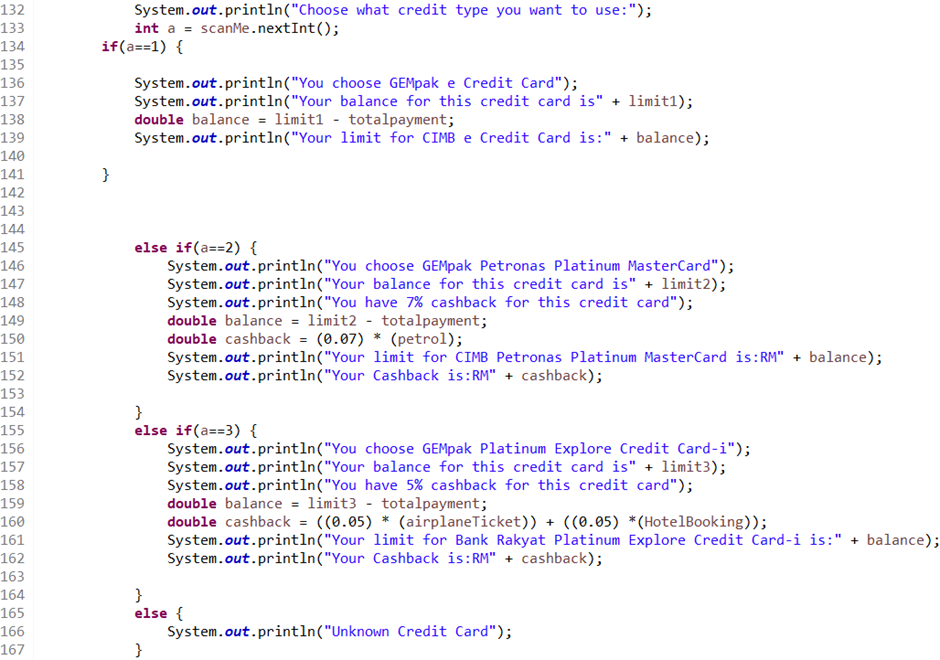 132 System.out.println("Choose what credit type you want to use:");
133 int a = scanMe.nextInt();
134 if(a==1) {
135
136 System.out.println("You choose GEMpak e Credit Card");
137 System.out.println("Your balance for this credit card is" + limit1);
138 double balance = limit1 - totalpayment;
139 System.out.println("Your limit for CIMB e Credit Card is:" + balance);
140
141 }
142
143
144
145 else if(a==2) {
146 System.out.println("You choose GEMpak Petronas Platinum MasterCard");
147 System.out.println("Your balance for this credit card is" + limit2);
148 System.out.println("You have 7% cashback for this credit card");
149 double balance = limit2 - totalpayment;
150 double cashback = (0.07) * (petrol);
151 System.out.println("Your limit for CIMB Petronas Platinum MasterCard is:RM" + balance);
152 System.out.println("Your Cashback is:RM" + cashback);
153
154 }
155 else if(a==3) {
156 System.out.println("You choose GEMpak Platinum Explore Credit Card-i");
157 System.out.println("Your balance for this credit card is" + limit3);
158 System.out.println("You have 5% cashback for this credit card");
159 double balance = limit3 - totalpayment;
160 double cashback = ((0.05) * (airplaneTicket)) + ((0.05) *(HotelBooking));
161 System.out.println("Your limit for Bank Rakyat Platinum Explore Credit Card-i is:" + balance);
162 System.out.println("Your Cashback is:RM" + cashback);
163
164 }
165 else {
166 System.out.println("Unknown Credit Card");
167 }